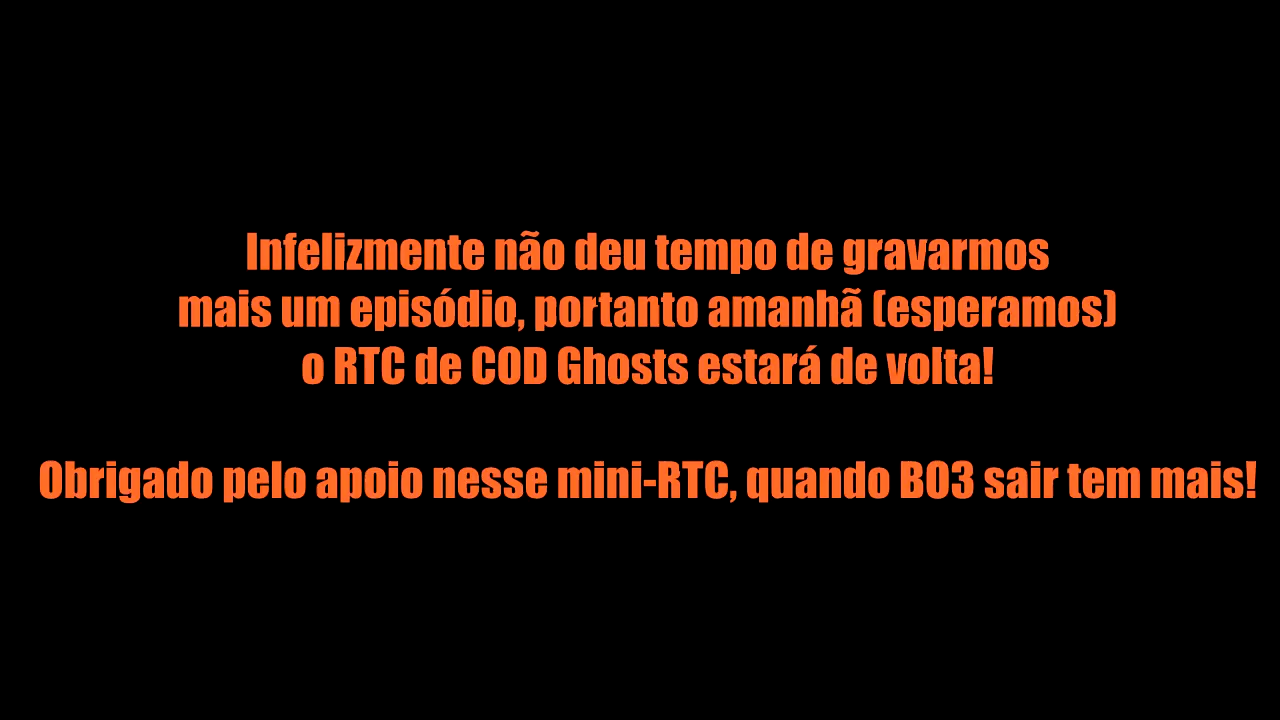 Infelizmente não deu tempo de gravarmos
mais um episódio, portanto amanhã (esperamos)
o RTC de COD Ghosts estará de volta!
Obrigado pelo apoio nesse mini-RTC, quando BO3 sair tem mais!